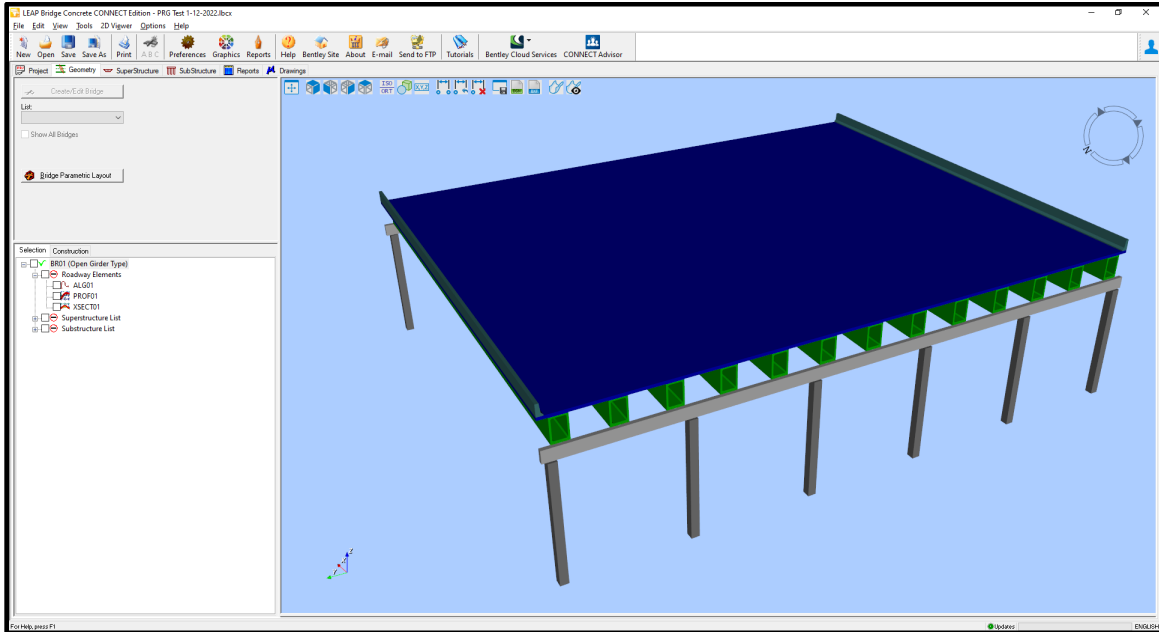 LEAP Bridge Concrete CONNECT Edition - PRG Test 1-12-2022.lbcx
File Edit View Tools 2D Viewer Options Help
New Open Save Save As Print A B C Preferences Graphics Reports Help Bentley Site About E-mail Send to FTP Tutorials Bentley Cloud Services CONNECT Advisor
Project Geometry SuperStructure SubStructure Reports Drawings
Create/Edit Bridge
ISO
ORT
X,Y,Z
List:
Show All Bridges
N
Bridge Parametric Layout
Selection Construction
BR01 (Open Girder Type)
Roadway Elements
ALG01
PROF01
XSECT01
Superstructure List
Substructure List
For Help, press F1
Updates
ENGLISH